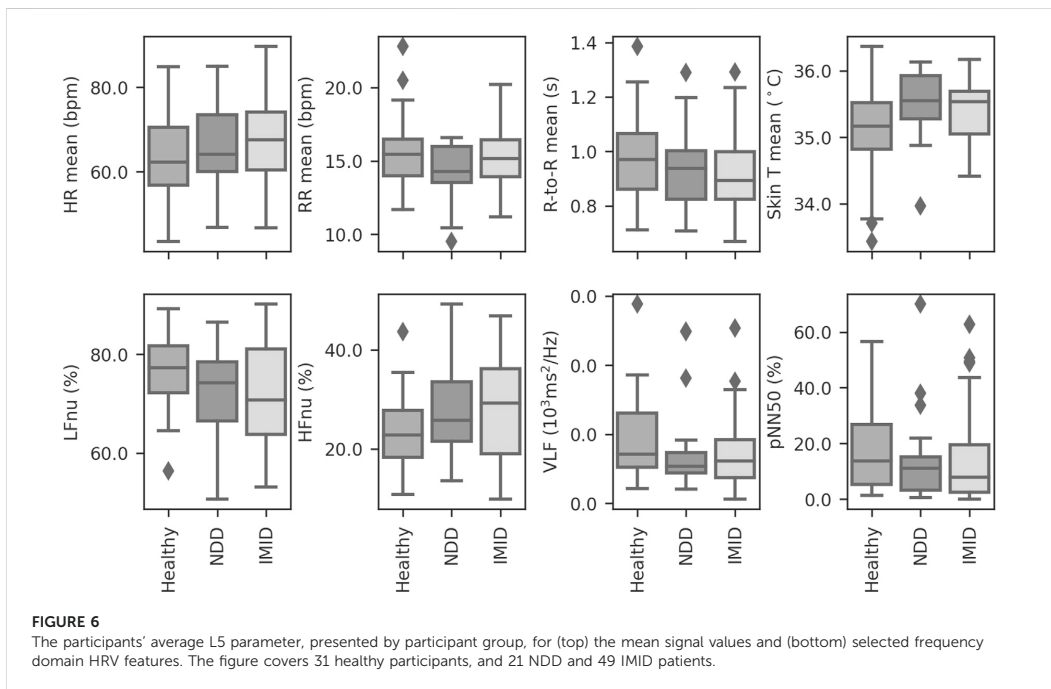 HR mean (bpm)
80.0
60.0
RR mean (bpm)
20.0
15.0
10.0
R-to-R mean (s)
1.4
1.2
1.0
0.8
Skin T mean (°C)
36.0
35.0
34.0
LFnu (%)
80.0
60.0
Healthy
NDD
IMID
HFnu (%)
40.0
20.0
Healthy
NDD
IMID
VLF (10³ms²/Hz)
0.0
0.0
0.0
0.0
Healthy
NDD
IMID
pNN50 (%)
60.0
40.0
20.0
0.0
Healthy
NDD
IMID
FIGURE 6
The participants' average L5 parameter, presented by participant group, for (top) the mean signal values and (bottom) selected frequency
domain HRV features. The figure covers 31 healthy participants, and 21 NDD and 49 IMID patients.